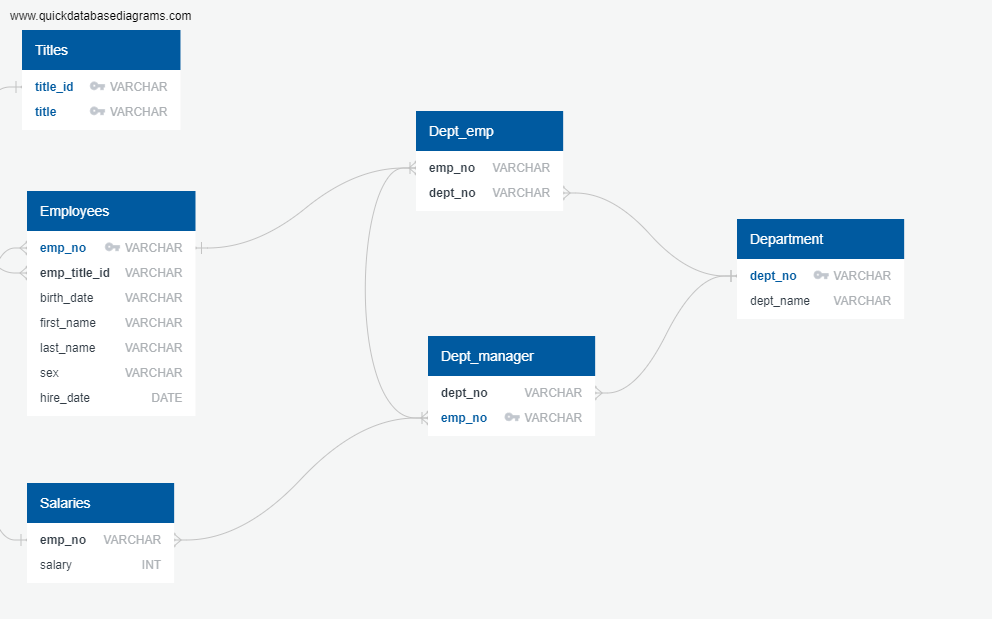 www.quickdatabasediagrams.com
Titles
title_id VARCHAR
title VARCHAR
Employees
emp_no VARCHAR
emp_title_id VARCHAR
birth_date VARCHAR
first_name VARCHAR
last_name VARCHAR
sex VARCHAR
hire_date DATE
Salaries
emp_no VARCHAR
salary INT
Dept_emp
emp_no VARCHAR
dept_no VARCHAR
Dept_manager
dept_no VARCHAR
emp_no VARCHAR
Department
dept_no VARCHAR
dept_name VARCHAR